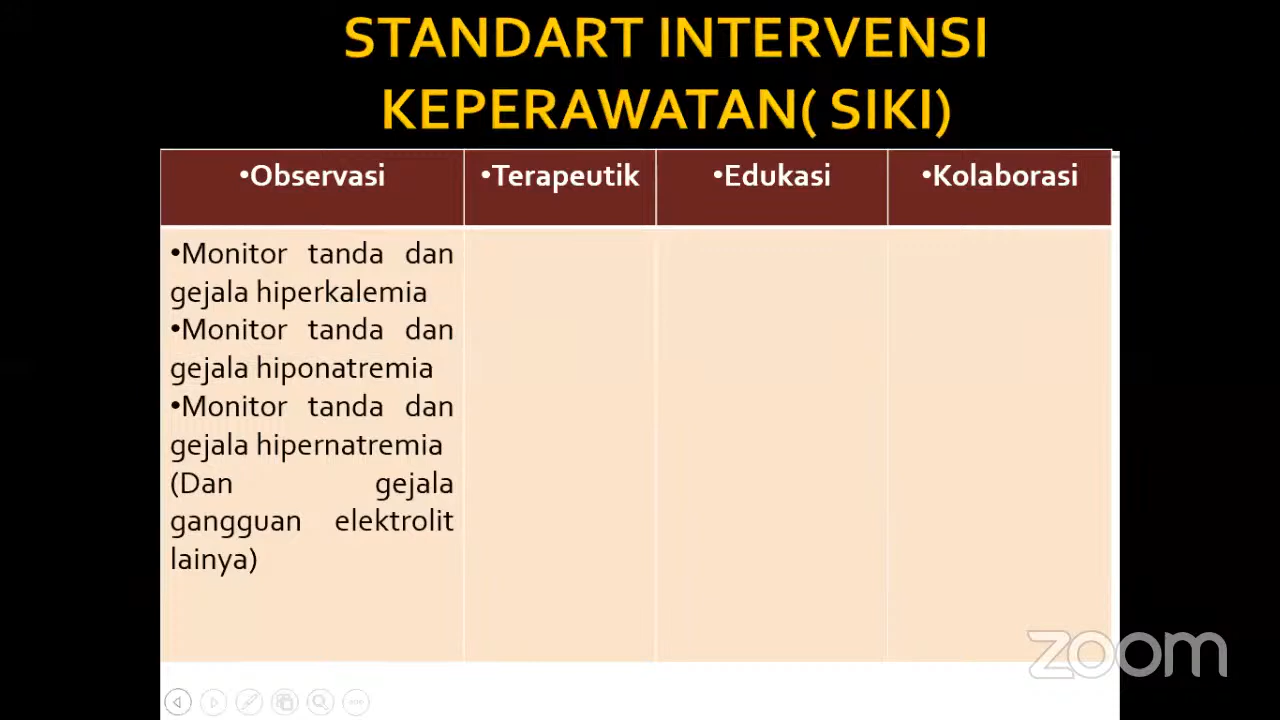 STANDART INTERVENSI
KEPERAWATAN( SIKI)
•Observasi
•Terapeutik
•Edukasi
•Kolaborasi
•Monitor tanda dan
gejala hiperkalemia
•Monitor tanda dan
gejala hiponatremia
•Monitor tanda dan
gejala hipernatremia
(Dan gejala
gangguan elektrolit
lainya)
zoom